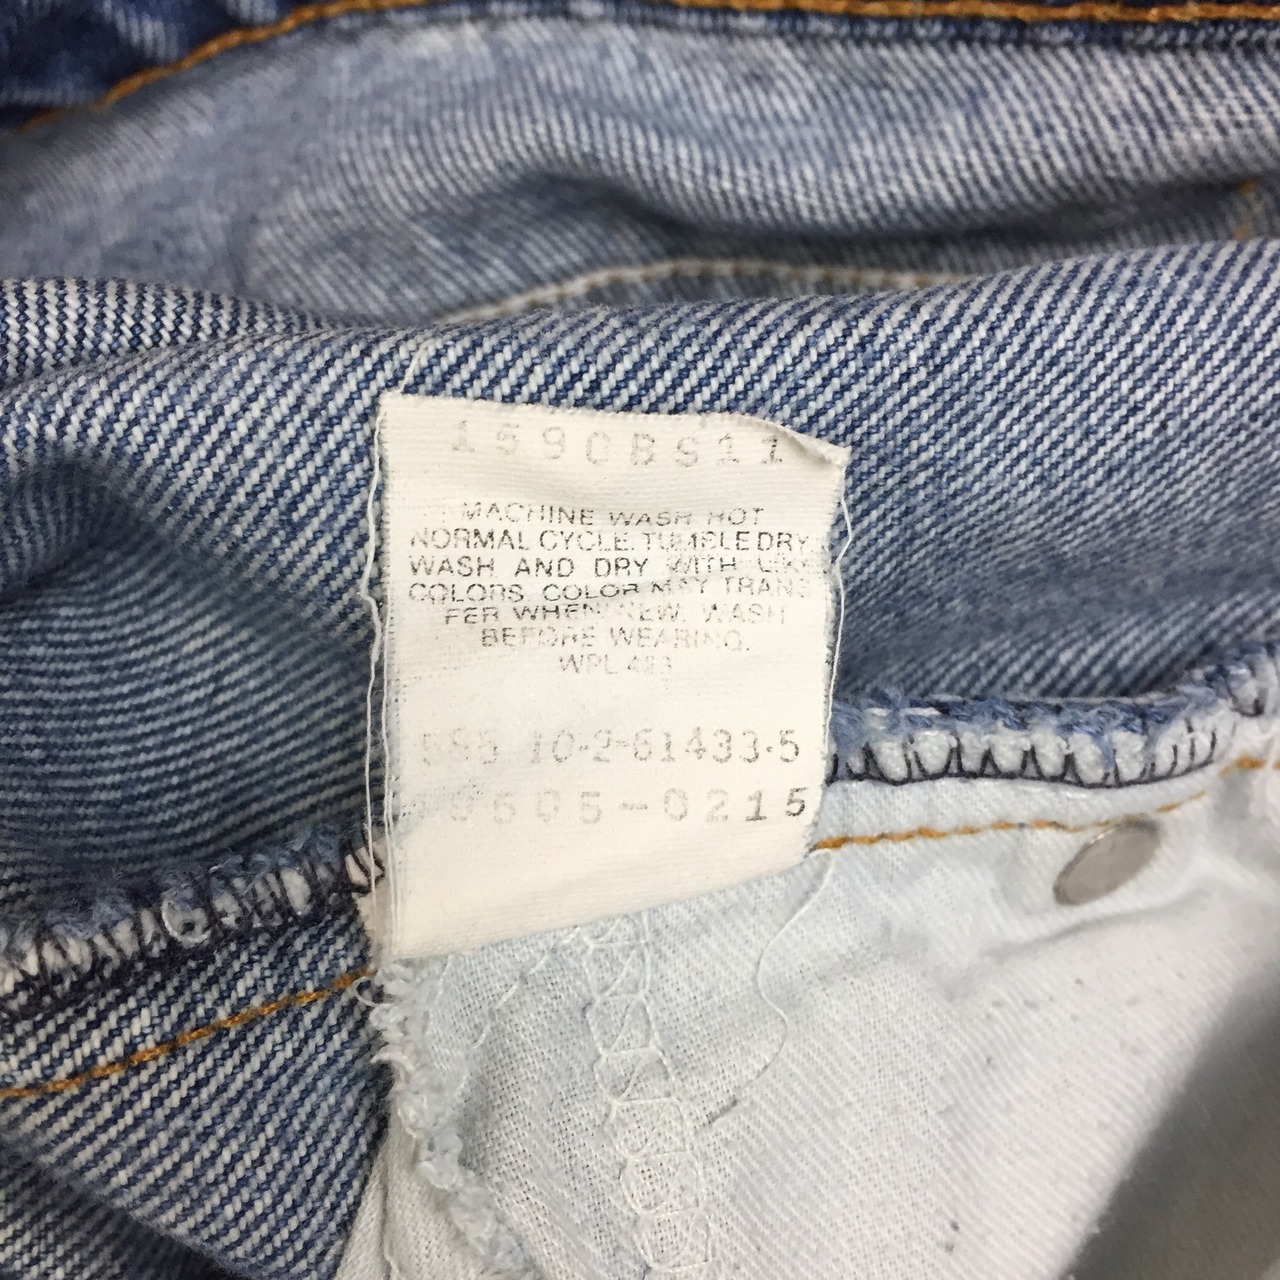 1590BS11
MACHINE WASH HOT
NORMAL CYCLE. TUMBLE DRY
WASH AND DRY WITH LIKE
COLORS. COLOR MAY TRANS
FER WHEN NEW. WASH
BEFORE WEARING.
WPL 423
10-2-61433-5
0505-0215